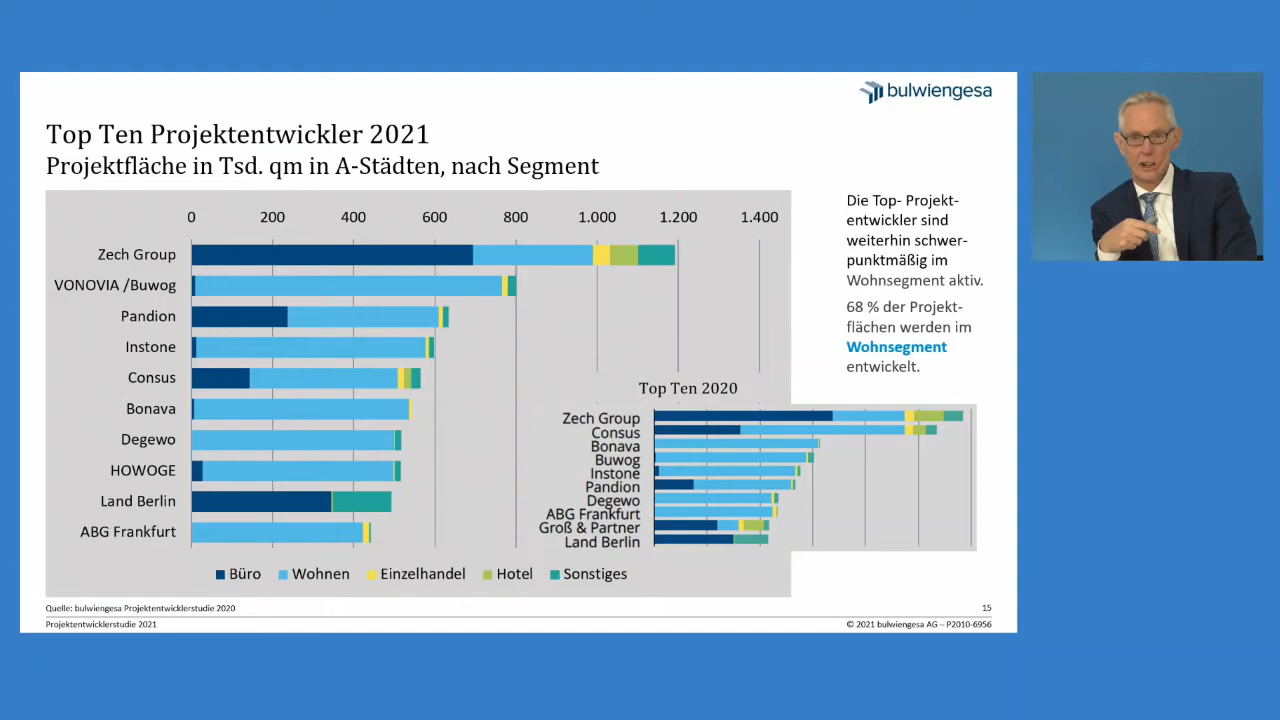 bulwiengesa
Top Ten Projektentwickler 2021
Projektfläche in Tsd. qm in A-Städten, nach Segment
0 200 400 600 800 1.000 1.200 1.400
Zech Group
VONOVIA /Buwog
Pandion
Instone
Consus
Bonava
Degewo
HOWOGE
Land Berlin
ABG Frankfurt
Büro Wohnen Einzelhandel Hotel Sonstiges
Top Ten 2020
Zech Group
Consus
Bonava
Buwog
Instone
Pandion
Degewo
ABG Frankfurt
Groß & Partner
Land Berlin
Die Top- Projekt-
entwickler sind
weiterhin schwer-
punktmäßig im
Wohnsegment aktiv.
68 % der Projekt-
flächen werden im
Wohnsegment
entwickelt.
Quelle: bulwiengesa Projektentwicklerstudie 2020
15
Projektentwicklerstudie 2021
© 2021 bulwiengesa AG – P2010-6956